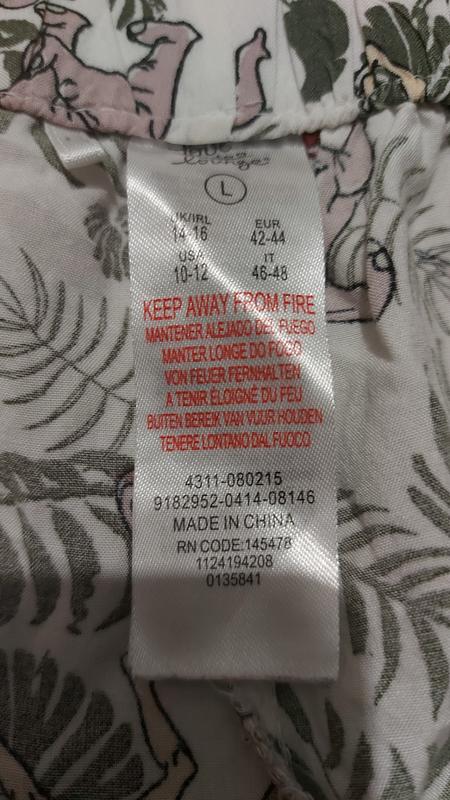 lounge
L
UK/IRL EUR
14-16 42-44
USA IT
10-12 46-48
KEEP AWAY FROM FIRE
MANTENER ALEJADO DEL FUEGO
MANTER LONGE DO FOGO
VON FEUER FERNHALTEN
A TENIR ÉLOIGNÉ DU FEU
BUITEN BEREIK VAN VUUR HOUDEN
TENERE LONTANO DAL FUOCO
4311-080215
9182952-0414-08146
MADE IN CHINA
RN CODE:145478
1124194208
0135841